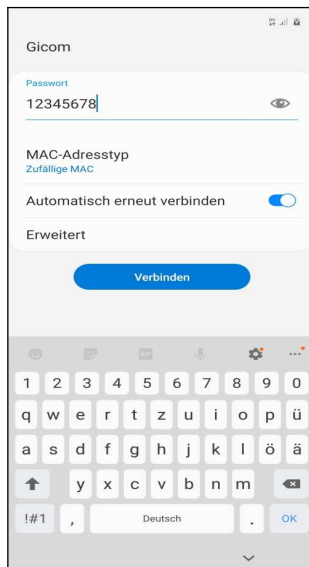 Gicom
Passwort
12345678
MAC-Adresstyp
Zufällige MAC
Automatisch erneut verbinden
Erweitert
Verbinden
GIF
1 2 3 4 5 6 7 8 9 0
q w e r t z u i o p ü
a s d f g h j k l ö ä
y x c v b n m
!#1 , Deutsch . OK